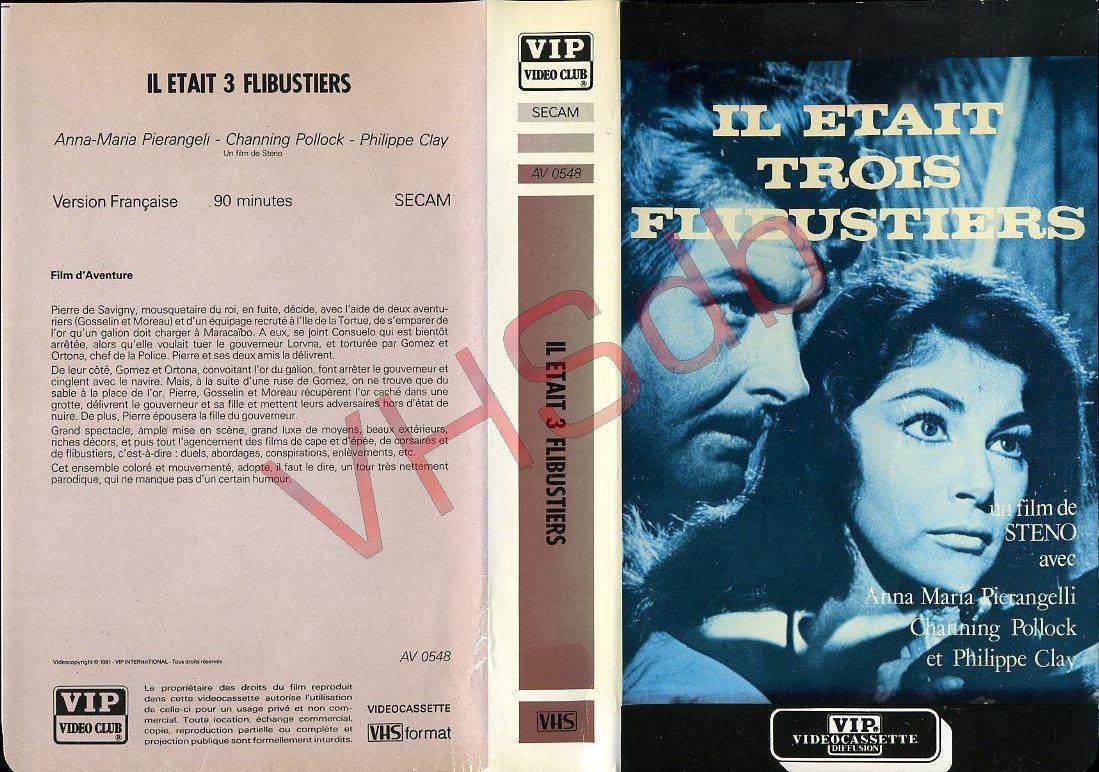 IL ETAIT 3 FLIBUSTIERS
Anna-Maria Pierangeli - Channing Pollock - Philippe Clay
Un film de Steno
Version Française 90 minutes SECAM
Film d'Aventure
Pierre de Savigny, mousquetaire du roi, en fuite, décide, avec l'aide de deux aventu-
riers (Gosselin et Moreau) et d'un équipage recruté à l'Ile de la Tortue, de s'emparer de
l'or qu'un galion doit charger à Maracaïbo. A eux, se joint Consuelo qui est bientôt
arrêtée, alors qu'elle voulait tuer le gouverneur Lorvna, et torturée par Gomez et
Ortona, chef de la Police. Pierre et ses deux amis la délivrent.
De leur côté, Gomez et Ortona, convoitant l'or du galion, font arrêter le gouverneur et
cinglent avec le navire. Mais, à la suite d'une ruse de Gomez, on ne trouve que du
sable à la place de l'or. Pierre, Gosselin et Moreau récupèrent l'or caché dans une
grotte, délivrent le gouverneur et sa fille et mettent leurs adversaires hors d'état de
nuire. De plus, Pierre épousera la fille du gouverneur.
Grand spectacle, ample mise en scène, grand luxe de moyens, beaux extérieurs,
riches décors, et puis tout l'agencement des films de cape et d'épée, de corsaires et
de flibustiers, c'est-à-dire : duels, abordages, conspirations, enlèvements, etc.
Cet ensemble coloré et mouvementé, adopte, il faut le dire, un tour très nettement
parodique, qui ne manque pas d'un certain humour.
Videocopyright © 1981 - VIP INTERNATIONAL - Tous droits réservés
AV 0548
VIP
VIDEO CLUB ®
Le propriétaire des droits du film reproduit
dans cette videocassette autorise l'utilisation
de celle-ci pour un usage privé et non com-
mercial. Toute location, échange commercial,
copie, reproduction partielle ou complète et
projection publique sont formellement interdits.
VIDEOCASSETTE
VHS format
VIP
VIDEO CLUB ®
SECAM
AV 0548
IL ETAIT 3 FLIBUSTIERS
VHS
IL ETAIT
TROIS
FLIBUSTIERS
un film de
STENO
avec
Anna Maria Pierangelli
Channing Pollock
et Philippe Clay
VIP ®
VIDEOCASSETTE
DIFFUSION
VHSdb